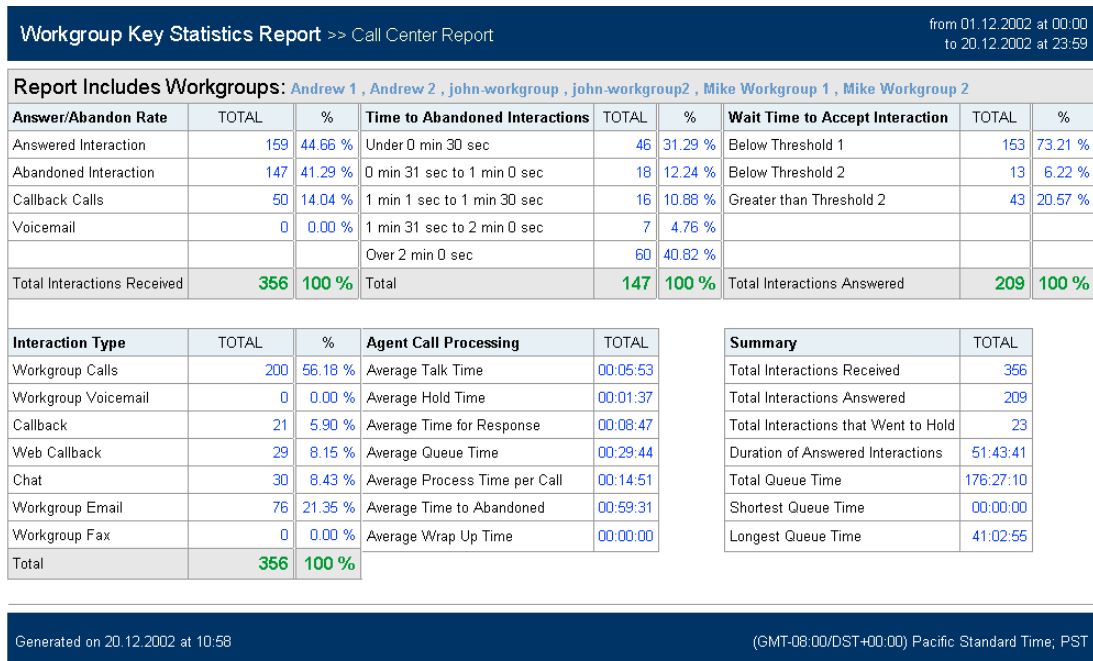 Workgroup Key Statistics Report >> Call Center Report
from 01.12.2002 at 00:00
to 20.12.2002 at 23:59
Report Includes Workgroups: Andrew 1 , Andrew 2 , john-workgroup , john-workgroup2 , Mike Workgroup 1 , Mike Workgroup 2
Answer/Abandon Rate TOTAL % Time to Abandoned Interactions TOTAL % Wait Time to Accept Interaction TOTAL %
Answered Interaction 159 44.66 % Under 0 min 30 sec 46 31.29 % Below Threshold 1 153 73.21 %
Abandoned Interaction 147 41.29 % 0 min 31 sec to 1 min 0 sec 18 12.24 % Below Threshold 2 13 6.22 %
Callback Calls 50 14.04 % 1 min 1 sec to 1 min 30 sec 16 10.88 % Greater than Threshold 2 43 20.57 %
Voicemail 0 0.00 % 1 min 31 sec to 2 min 0 sec 7 4.76 %
Over 2 min 0 sec 60 40.82 %
Total Interactions Received 356 100 % Total 147 100 % Total Interactions Answered 209 100 %
Interaction Type TOTAL % Agent Call Processing TOTAL Summary TOTAL
Workgroup Calls 200 56.18 % Average Talk Time 00:05:53 Total Interactions Received 356
Workgroup Voicemail 0 0.00 % Average Hold Time 00:01:37 Total Interactions Answered 209
Callback 21 5.90 % Average Time for Response 00:08:47 Total Interactions that Went to Hold 23
Web Callback 29 8.15 % Average Queue Time 00:29:44 Duration of Answered Interactions 51:43:41
Chat 30 8.43 % Average Process Time per Call 00:14:51 Total Queue Time 176:27:10
Workgroup Email 76 21.35 % Average Time to Abandoned 00:59:31 Shortest Queue Time 00:00:00
Workgroup Fax 0 0.00 % Average Wrap Up Time 00:00:00 Longest Queue Time 41:02:55
Total 356 100 %
Generated on 20.12.2002 at 10:58
(GMT-08:00/DST+00:00) Pacific Standard Time; PST